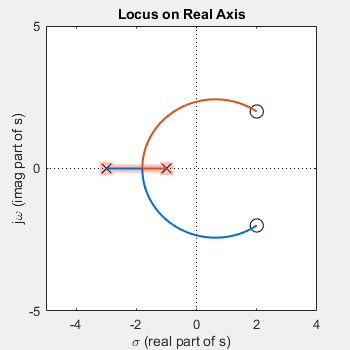 Locus on Real Axis
5
0
-5
-4
-2
0
2
4
jω (imag part of s)
σ (real part of s)